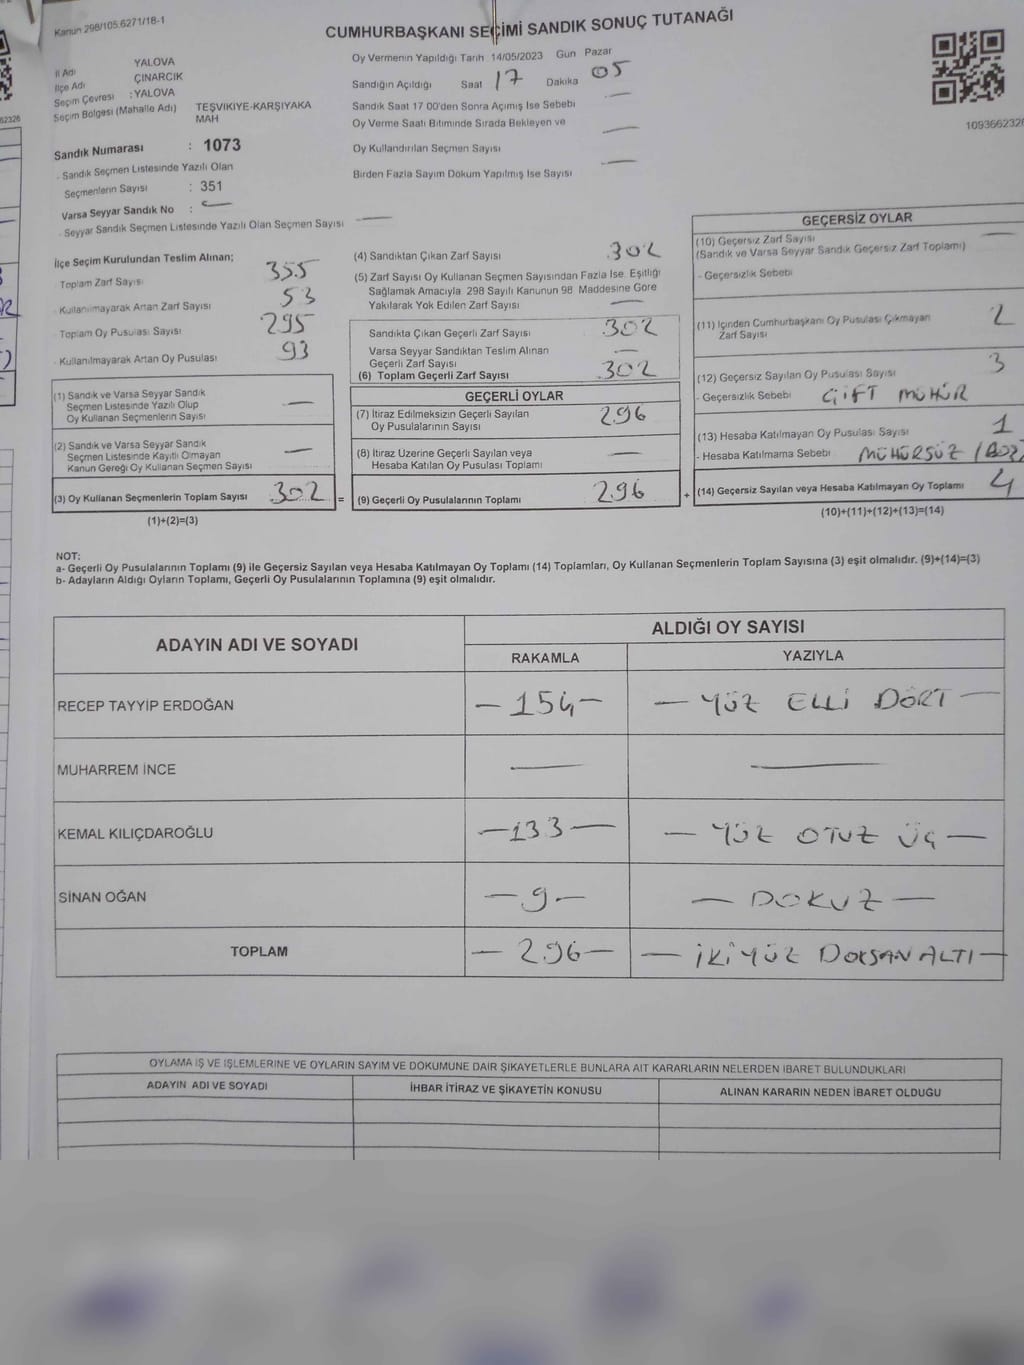 Kanun 298/105.6271/18-1
CUMHURBAŞKANI SEÇİMİ SANDIK SONUÇ TUTANAĞI
İl Adı YALOVA
İlçe Adı ÇINARCIK
Seçim Çevresi : YALOVA
Seçim Bölgesi (Mahalle Adı) TEŞVİKİYE-KARŞIYAKA
MAH
Sandık Numarası : 1073
- Sandık Seçmen Listesinde Yazılı Olan
Seçmenlerin Sayısı : 351
Varsa Seyyar Sandık No : —
- Seyyar Sandık Seçmen Listesinde Yazılı Olan Seçmen Sayısı —
Oy Vermenin Yapıldığı Tarih 14/05/2023 Gün Pazar
Sandığın Açıldığı Saat 17 Dakika 05
Sandık Saat 17 00'den Sonra Açımış İse Sebebi —
Oy Verme Saati Bitiminde Sırada Bekleyen ve
Oy Kullandırılan Seçmen Sayısı —
Birden Fazla Sayım Döküm Yapılmış İse Sayısı —
1093662326
İlçe Seçim Kurulundan Teslim Alınan;
Toplam Zarf Sayısı 355
- Kullanılmayarak Artan Zarf Sayısı 53
- Toplam Oy Pusulası Sayısı 295
- Kullanılmayarak Artan Oy Pusulası 93
(1) Sandık ve Varsa Seyyar Sandık
Seçmen Listesinde Yazılı Olup
Oy Kullanan Seçmenlerin Sayısı —
(2) Sandık ve Varsa Seyyar Sandık
Seçmen Listesinde Kayıtlı Olmayan
Kanun Gereği Oy Kullanan Seçmen Sayısı —
(3) Oy Kullanan Seçmenlerin Toplam Sayısı 302 =
(1)+(2)=(3)
(4) Sandıktan Çıkan Zarf Sayısı 302
(5) Zarf Sayısı Oy Kullanan Seçmen Sayısından Fazla İse. Eşitliği
Sağlamak Amacıyla 298 Sayılı Kanunun 98 Maddesine Göre
Yakılarak Yok Edilen Zarf Sayısı —
Sandıkta Çıkan Geçerli Zarf Sayısı 302
Varsa Seyyar Sandıktan Teslim Alınan
Geçerli Zarf Sayısı —
(6) Toplam Geçerli Zarf Sayısı 302
GEÇERLİ OYLAR
(7) İtiraz Edilmeksizin Geçerli Sayılan
Oy Pusulalarının Sayısı 296
(8) İtiraz Üzerine Geçerli Sayılan veya
Hesaba Katılan Oy Pusulası Toplamı —
(9) Geçerli Oy Pusulalarının Toplamı 296 +
GEÇERSİZ OYLAR
(10) Geçersiz Zarf Sayısı —
(Sandık ve Varsa Seyyar Sandık Geçersiz Zarf Toplamı)
- Geçersizlik Sebebi
(11) İçinden Cumhurbaşkanı Oy Pusulası Çıkmayan
Zarf Sayısı 2
(12) Geçersiz Sayılan Oy Pusulası Sayısı 3
- Geçersizlik Sebebi ÇİFT MÜHÜR
(13) Hesaba Katılmayan Oy Pusulası Sayısı 1
- Hesaba Katılmama Sebebi MÜHÜRSÜZ
(14) Geçersiz Sayılan veya Hesaba Katılmayan Oy Toplamı 4
(10)+(11)+(12)+(13)=(14)
NOT:
a- Geçerli Oy Pusulalarının Toplamı (9) ile Geçersiz Sayılan veya Hesaba Katılmayan Oy Toplamı (14) Toplamları, Oy Kullanan Seçmenlerin Toplam Sayısına (3) eşit olmalıdır. (9)+(14)=(3)
b- Adayların Aldığı Oyların Toplamı, Geçerli Oy Pusulalarının Toplamına (9) eşit olmalıdır.
ADAYIN ADI VE SOYADI
ALDIĞI OY SAYISI
RAKAMLA YAZIYLA
RECEP TAYYİP ERDOĞAN — 154 — — YÜZ ELLİ DÖRT —
MUHARREM İNCE — —
KEMAL KILIÇDAROĞLU — 133 — — YÜZ OTUZ ÜÇ —
SİNAN OĞAN — 9 — — DOKUZ —
TOPLAM — 296 — — İKİ YÜZ DOKSAN ALTI —
OYLAMA İŞ VE İŞLEMLERİNE VE OYLARIN SAYIM VE DÖKÜMÜNE DAİR ŞİKAYETLERLE BUNLARA AİT KARARLARIN NELERDEN İBARET BULUNDUKLARI
ADAYIN ADI VE SOYADI İHBAR İTİRAZ VE ŞİKAYETİN KONUSU ALINAN KARARIN NEDEN İBARET OLDUĞU